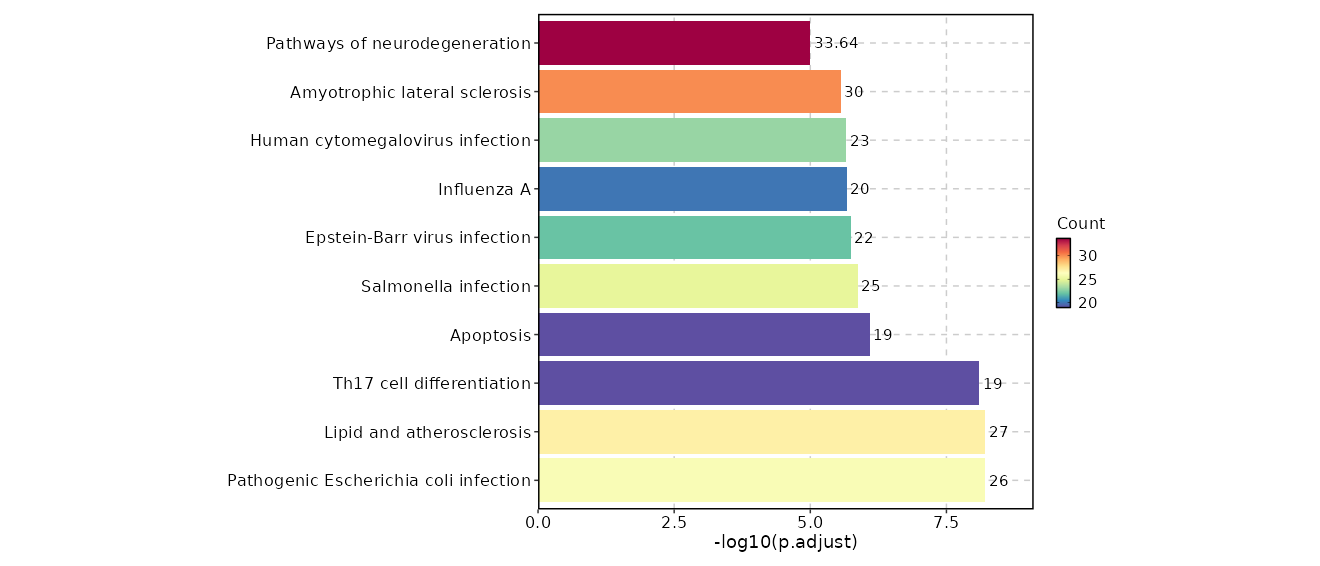 Pathways of neurodegeneration 33.64
Amyotrophic lateral sclerosis 30
Human cytomegalovirus infection 23
Influenza A 20
Epstein-Barr virus infection 22
Salmonella infection 25
Apoptosis 19
Th17 cell differentiation 19
Lipid and atherosclerosis 27
Pathogenic Escherichia coli infection 26
0.0 2.5 5.0 7.5
-log10(p.adjust)
Count
30
25
20